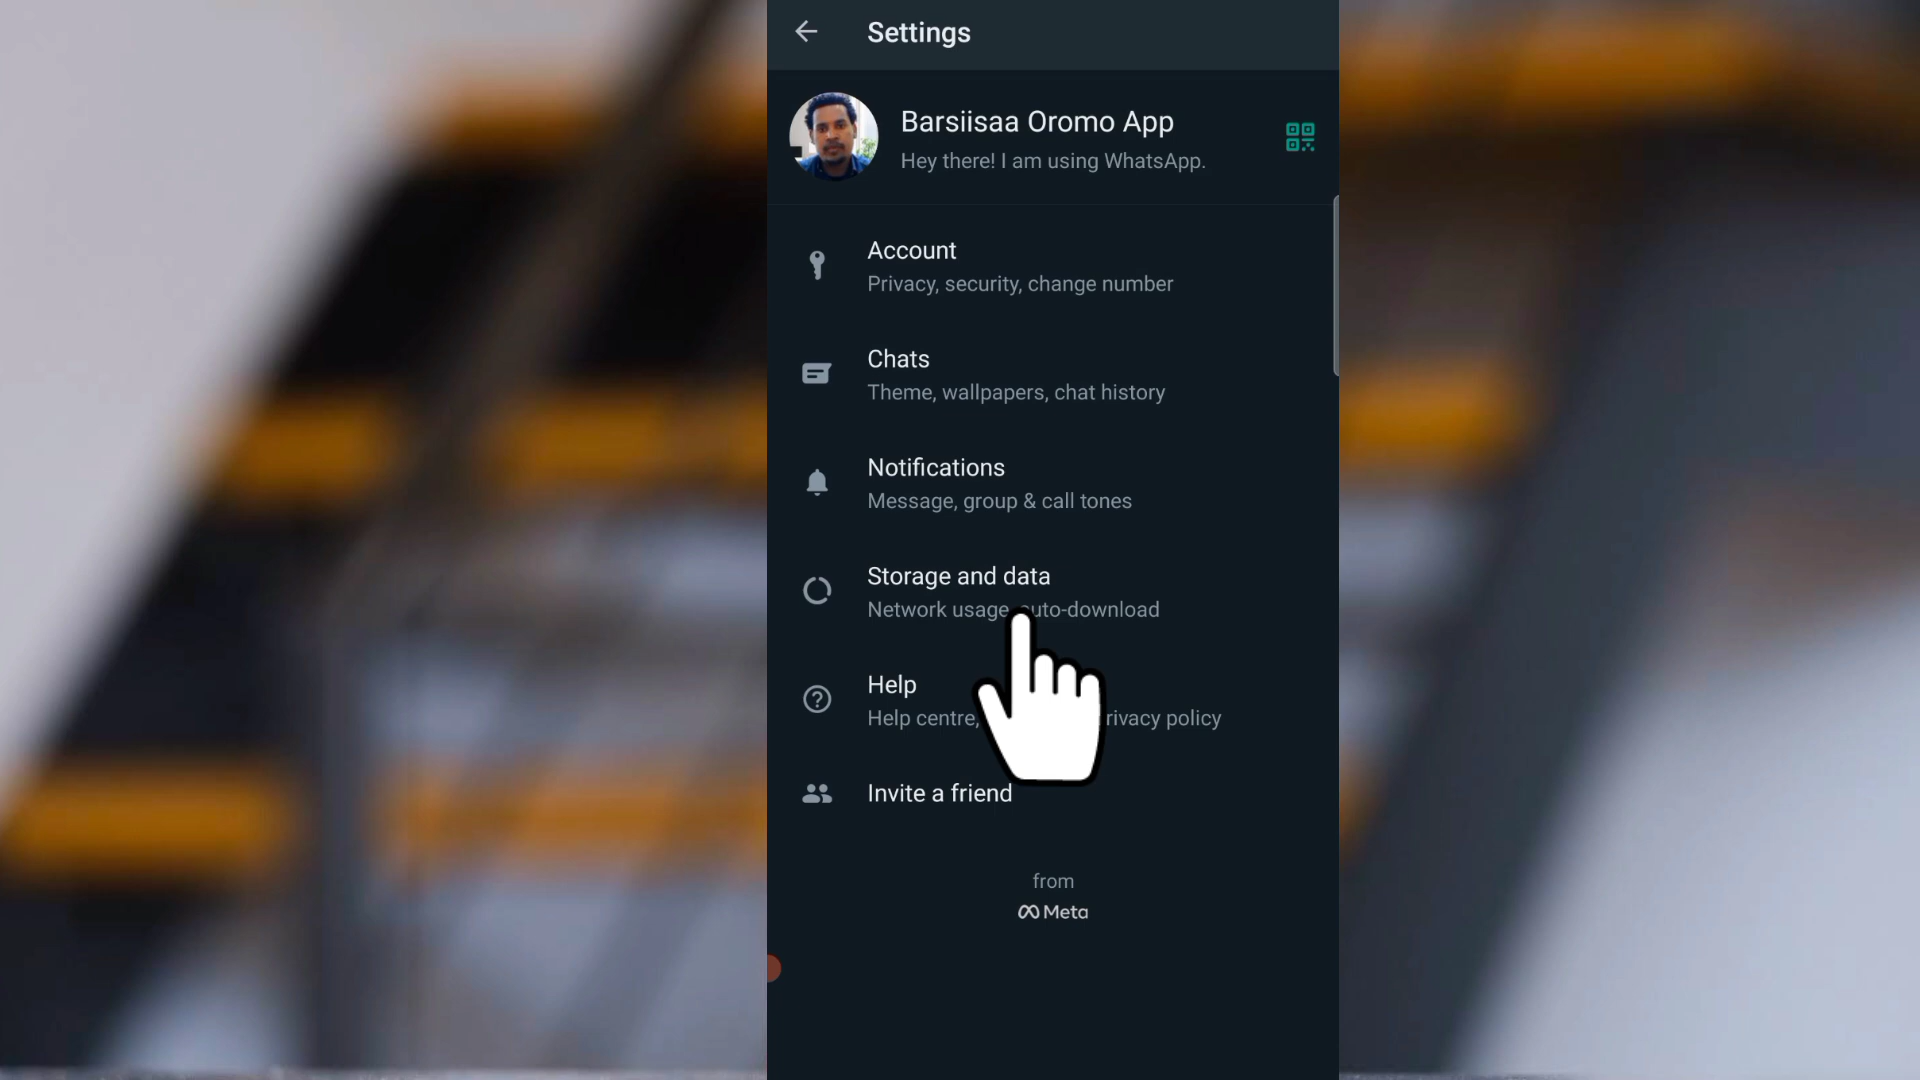 Settings
Barsiisaa Oromo App
Hey there! I am using WhatsApp.
Account
Privacy, security, change number
Chats
Theme, wallpapers, chat history
Notifications
Message, group & call tones
Storage and data
Network usage, auto-download
Help
Help centre, rivacy policy
Invite a friend
from
Meta